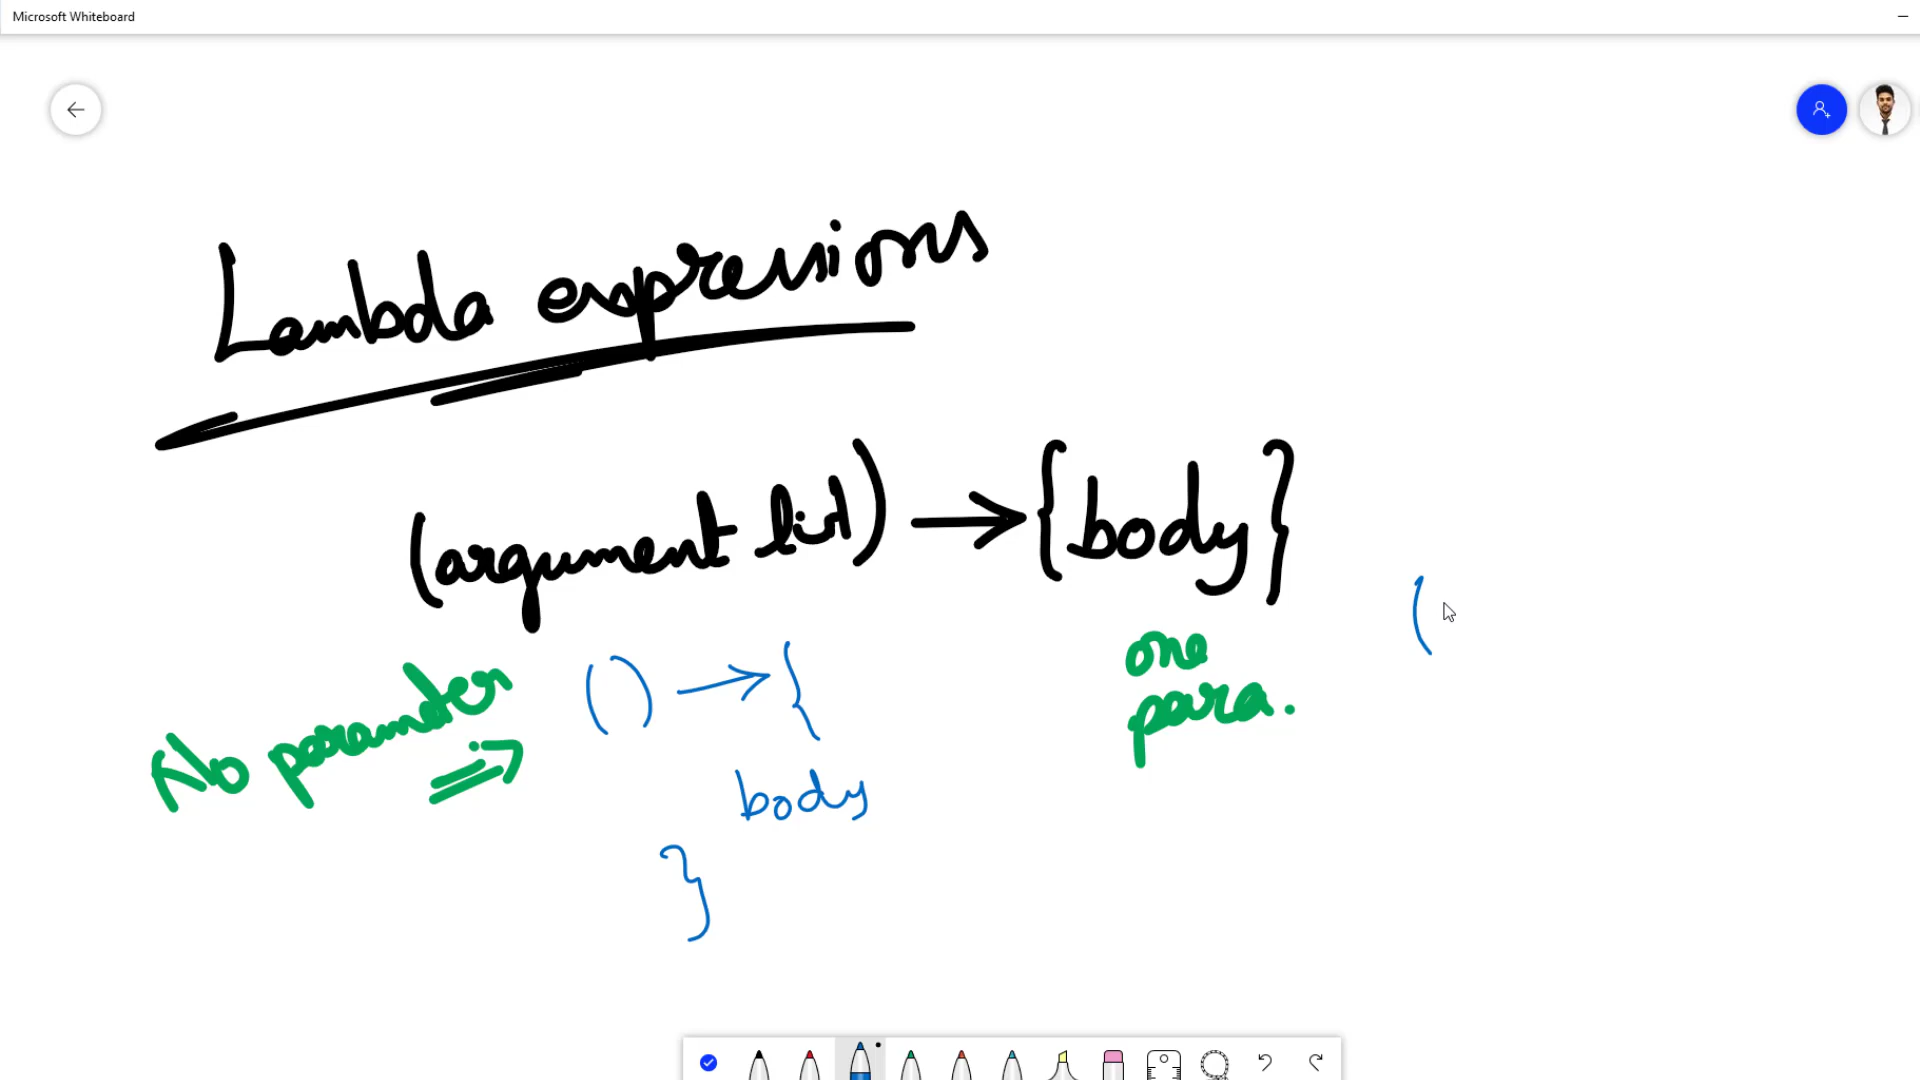 Microsoft Whiteboard
Lambda expressions
(argument list) → {body}
No parameter
() → {
body
}
one
para.
(